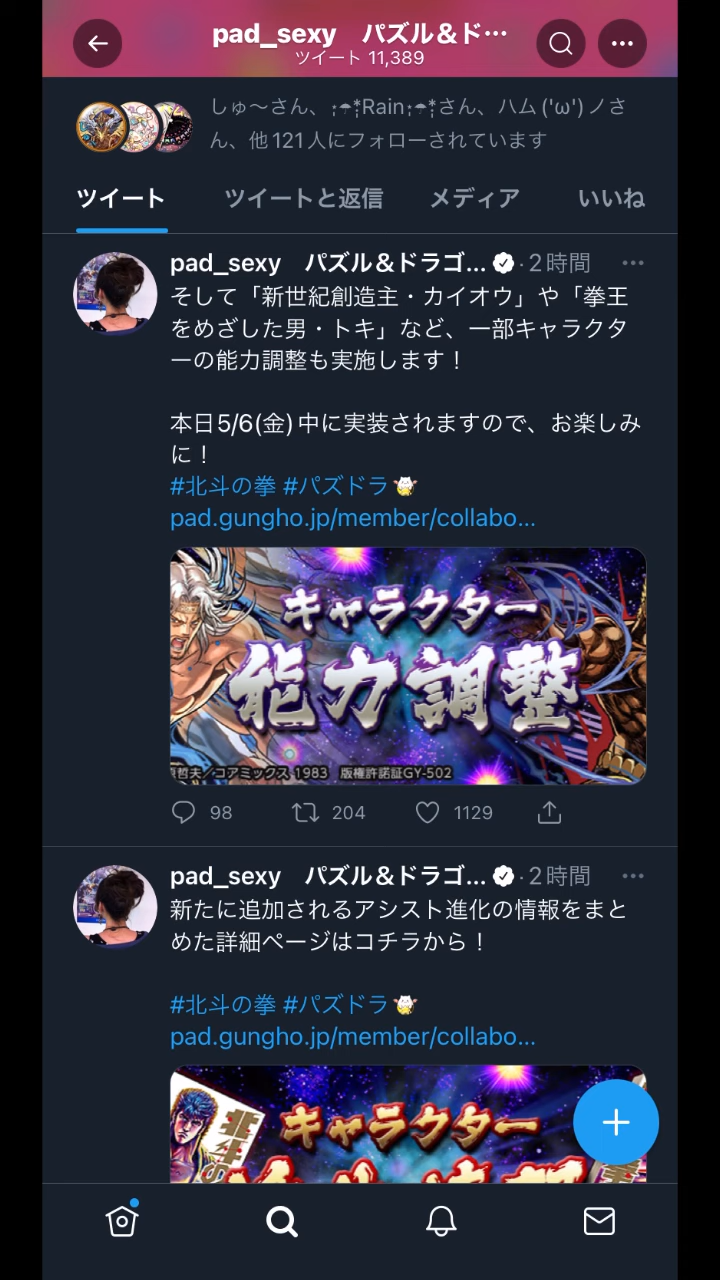 pad_sexy　パズル＆ド…
ツイート 11,389
しゅ〜さん、;☂⁑Rain;☂⁑さん、ハム('ω')ノさ
ん、他121人にフォローされています
ツイート ツイートと返信 メディア いいね
pad_sexy　パズル＆ドラゴ... · 2時間
そして「新世紀創造主・カイオウ」や「拳王
をめざした男・トキ」など、一部キャラクタ
ーの能力調整も実施します！
本日5/6(金)中に実装されますので、お楽しみ
に！
#北斗の拳 #パズドラ
pad.gungho.jp/member/collabo...
キャラクター
能力調整
哲夫／コアミックス 1983 版権許諾証GY-502
98 204 1129
pad_sexy　パズル＆ドラゴ... · 2時間
新たに追加されるアシスト進化の情報をまと
めた詳細ページはコチラから！
#北斗の拳 #パズドラ
pad.gungho.jp/member/collabo...
北斗の
キャラクター